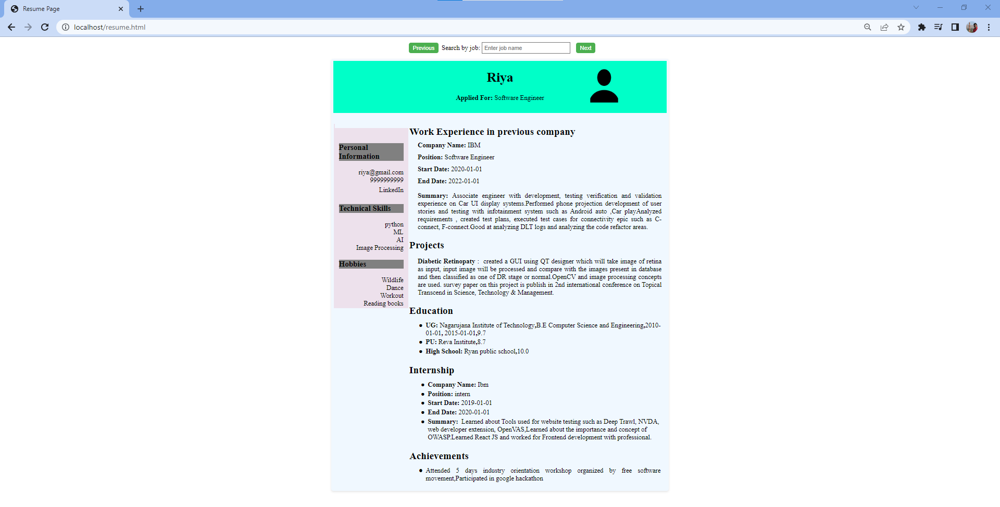 Resume Page
localhost/resume.html
Previous Search by job: Enter job name Next
Riya
Applied For: Software Engineer
Personal
Information
riya@gmail.com
9999999999
LinkedIn
Technical Skills
python
ML
AI
Image Processing
Hobbies
Wildlife
Dance
Workout
Reading books
Work Experience in previous company
Company Name: IBM
Position: Software Engineer
Start Date: 2020-01-01
End Date: 2022-01-01
Summary: Associate engineer with development, testing verification and validation
experience on Car UI display systems.Performed phone projection development of user
stories and testing with infotainment system such as Android auto ,Car playAnalyzed
requirements , created test plans, executed test cases for connectivity epic such as C-
connect, F-connect.Good at analyzing DLT logs and analyzing the code refactor areas.
Projects
Diabetic Retinopaty : created a GUI using QT designer which will take image of retina
as input, input image will be processed and compare with the images present in database
and then classified as one of DR stage or normal.OpenCV and image processing concepts
are used. survey paper on this project is publish in 2nd international conference on Topical
Transcend in Science, Technology & Management.
Education
● UG: Nagarujana Institute of Technology,B.E Computer Science and Engineering,2010-
01-01, 2015-01-01,9.7
● PU: Reva Institute,8.7
● High School: Ryan public school,10.0
Internship
● Company Name: Ibm
● Position: intern
● Start Date: 2019-01-01
● End Date: 2020-01-01
● Summary: Learned about Tools used for website testing such as Deep Trawl, NVDA,
web developer extension, OpenVAS,Learned about the importance and concept of
OWASP.Learned React JS and worked for Frontend development with professional.
Achievements
● Attended 5 days industry orientation workshop organized by free software
movement,Participated in google hackathon